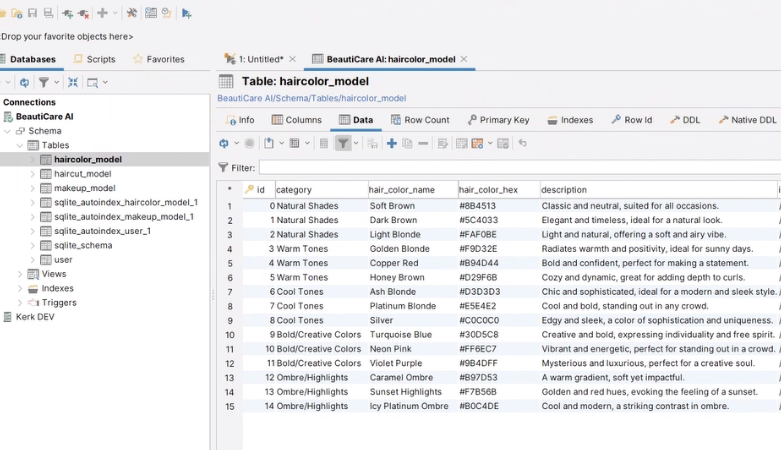 Drop your favorite objects here>
Databases Scripts Favorites
Connections
BeautiCare AI
Schema
Tables
haircolor_model
haircut_model
makeup_model
sqlite_autoindex_haircolor_model_1
sqlite_autoindex_makeup_model_1
sqlite_autoindex_user_1
sqlite_schema
user
Views
Indexes
Triggers
Kerk DEV
1: Untitled* BeautiCare AI: haircolor_model
Table: haircolor_model
BeautiCare AI/Schema/Tables/haircolor_model
Info Columns Data Row Count Primary Key Indexes Row Id DDL Native DDL
Filter:
* id category hair_color_name hair_color_hex description
1 0 Natural Shades Soft Brown #8B4513 Classic and neutral, suited for all occasions.
2 1 Natural Shades Dark Brown #5C4033 Elegant and timeless, ideal for a natural look.
3 2 Natural Shades Light Blonde #FAF0BE Light and natural, offering a soft and airy vibe.
4 3 Warm Tones Golden Blonde #F9D32E Radiates warmth and positivity, ideal for sunny days.
5 4 Warm Tones Copper Red #B94D44 Bold and confident, perfect for making a statement.
6 5 Warm Tones Honey Brown #D29F6B Cozy and dynamic, great for adding depth to curls.
7 6 Cool Tones Ash Blonde #D3D3D3 Chic and sophisticated, ideal for a modern and sleek style.
8 7 Cool Tones Platinum Blonde #E5E4E2 Cool and bold, standing out in any crowd.
9 8 Cool Tones Silver #C0C0C0 Edgy and sleek, a color of sophistication and uniqueness.
10 9 Bold/Creative Colors Turquoise Blue #30D5C8 Creative and bold, expressing individuality and free spirit.
11 10 Bold/Creative Colors Neon Pink #FF6EC7 Vibrant and energetic, perfect for standing out in a crowd.
12 11 Bold/Creative Colors Violet Purple #9B4DFF Mysterious and luxurious, perfect for a creative soul.
13 12 Ombre/Highlights Caramel Ombre #B97D53 A warm gradient, soft yet impactful.
14 13 Ombre/Highlights Sunset Highlights #F7B56B Golden and red hues, evoking the feeling of a sunset.
15 14 Ombre/Highlights Icy Platinum Ombre #B0C4DE Cool and modern, a striking contrast in ombre.